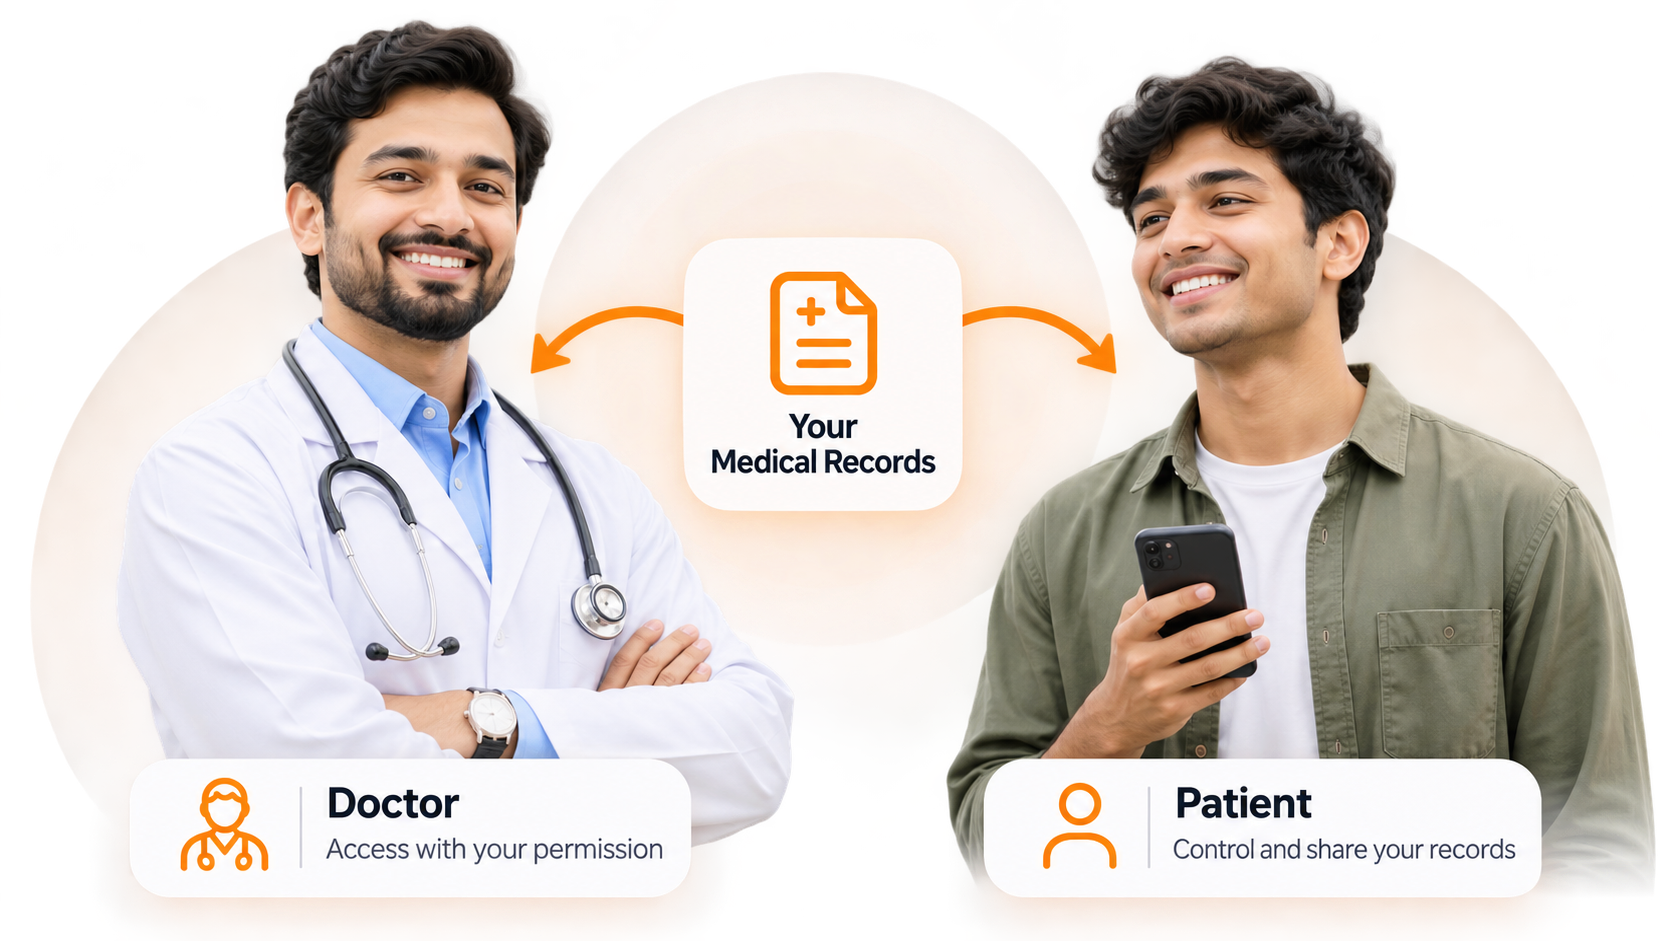 Your
Medical Records
Doctor
Access with your permission
Patient
Control and share your records